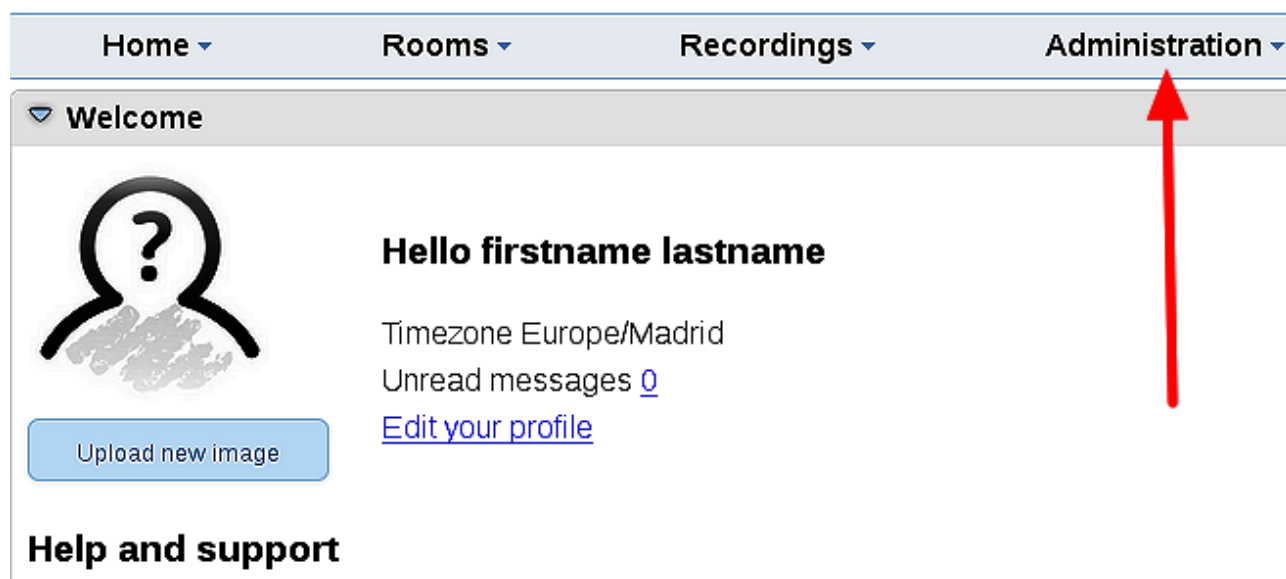 Home Rooms Recordings Administration
Welcome
?
Hello firstname lastname
Timezone Europe/Madrid
Unread messages 0
Edit your profile
Upload new image
Help and support